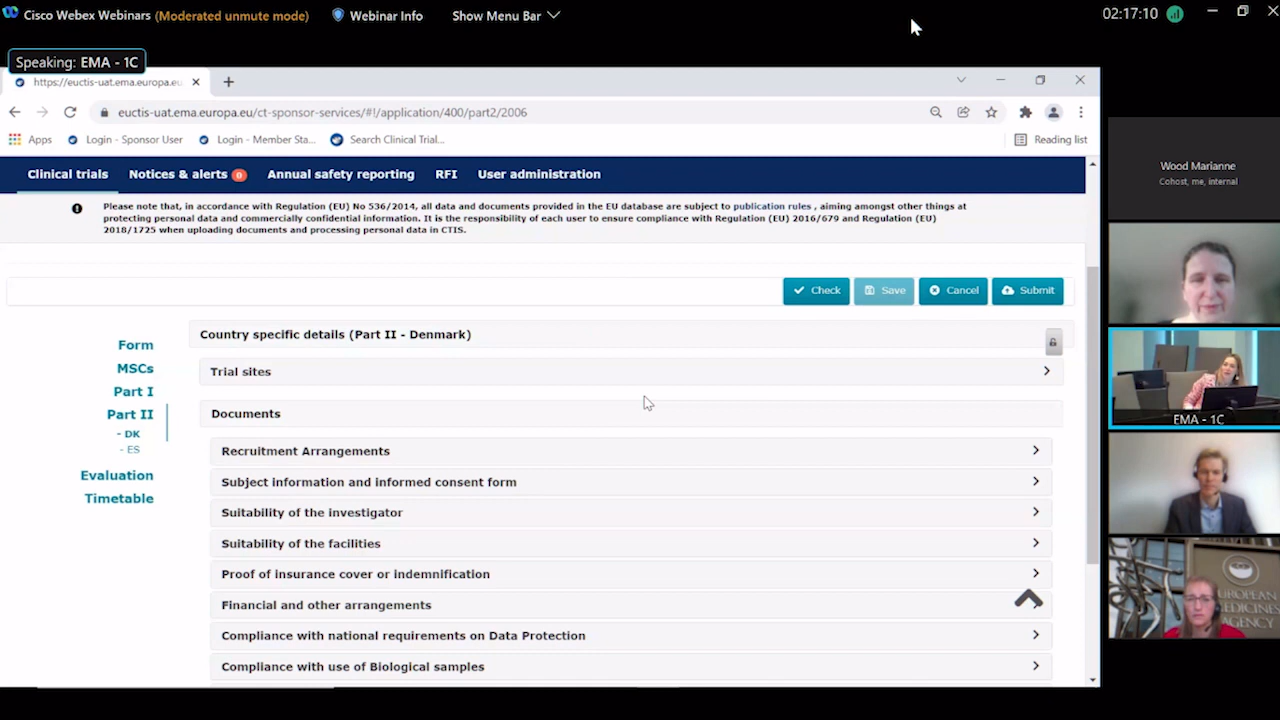 Cisco Webex Webinars (Moderated unmute mode) Webinar Info Show Menu Bar 02:17:10
Speaking: EMA - 1C
https://euctis-uat.ema.europa.eu
euctis-uat.ema.europa.eu/ct-sponsor-services/#!/application/400/part2/2006
Apps Login - Sponsor User Login - Member Sta... Search Clinical Trial... Reading list
Clinical trials Notices & alerts 0 Annual safety reporting RFI User administration
Please note that, in accordance with Regulation (EU) No 536/2014, all data and documents provided in the EU database are subject to publication rules , aiming amongst other things at
protecting personal data and commercially confidential information. It is the responsibility of each user to ensure compliance with Regulation (EU) 2016/679 and Regulation (EU)
2018/1725 when uploading documents and processing personal data in CTIS.
Check Save Cancel Submit
Form
MSCs
Part I
Part II
- DK
- ES
Evaluation
Timetable
Country specific details (Part II - Denmark)
Trial sites
Documents
Recruitment Arrangements
Subject information and informed consent form
Suitability of the investigator
Suitability of the facilities
Proof of insurance cover or indemnification
Financial and other arrangements
Compliance with national requirements on Data Protection
Compliance with use of Biological samples
Wood Marianne
Cohost, me, internal
EMA - 1C
EUROPEAN
MEDICINES
AGENCY